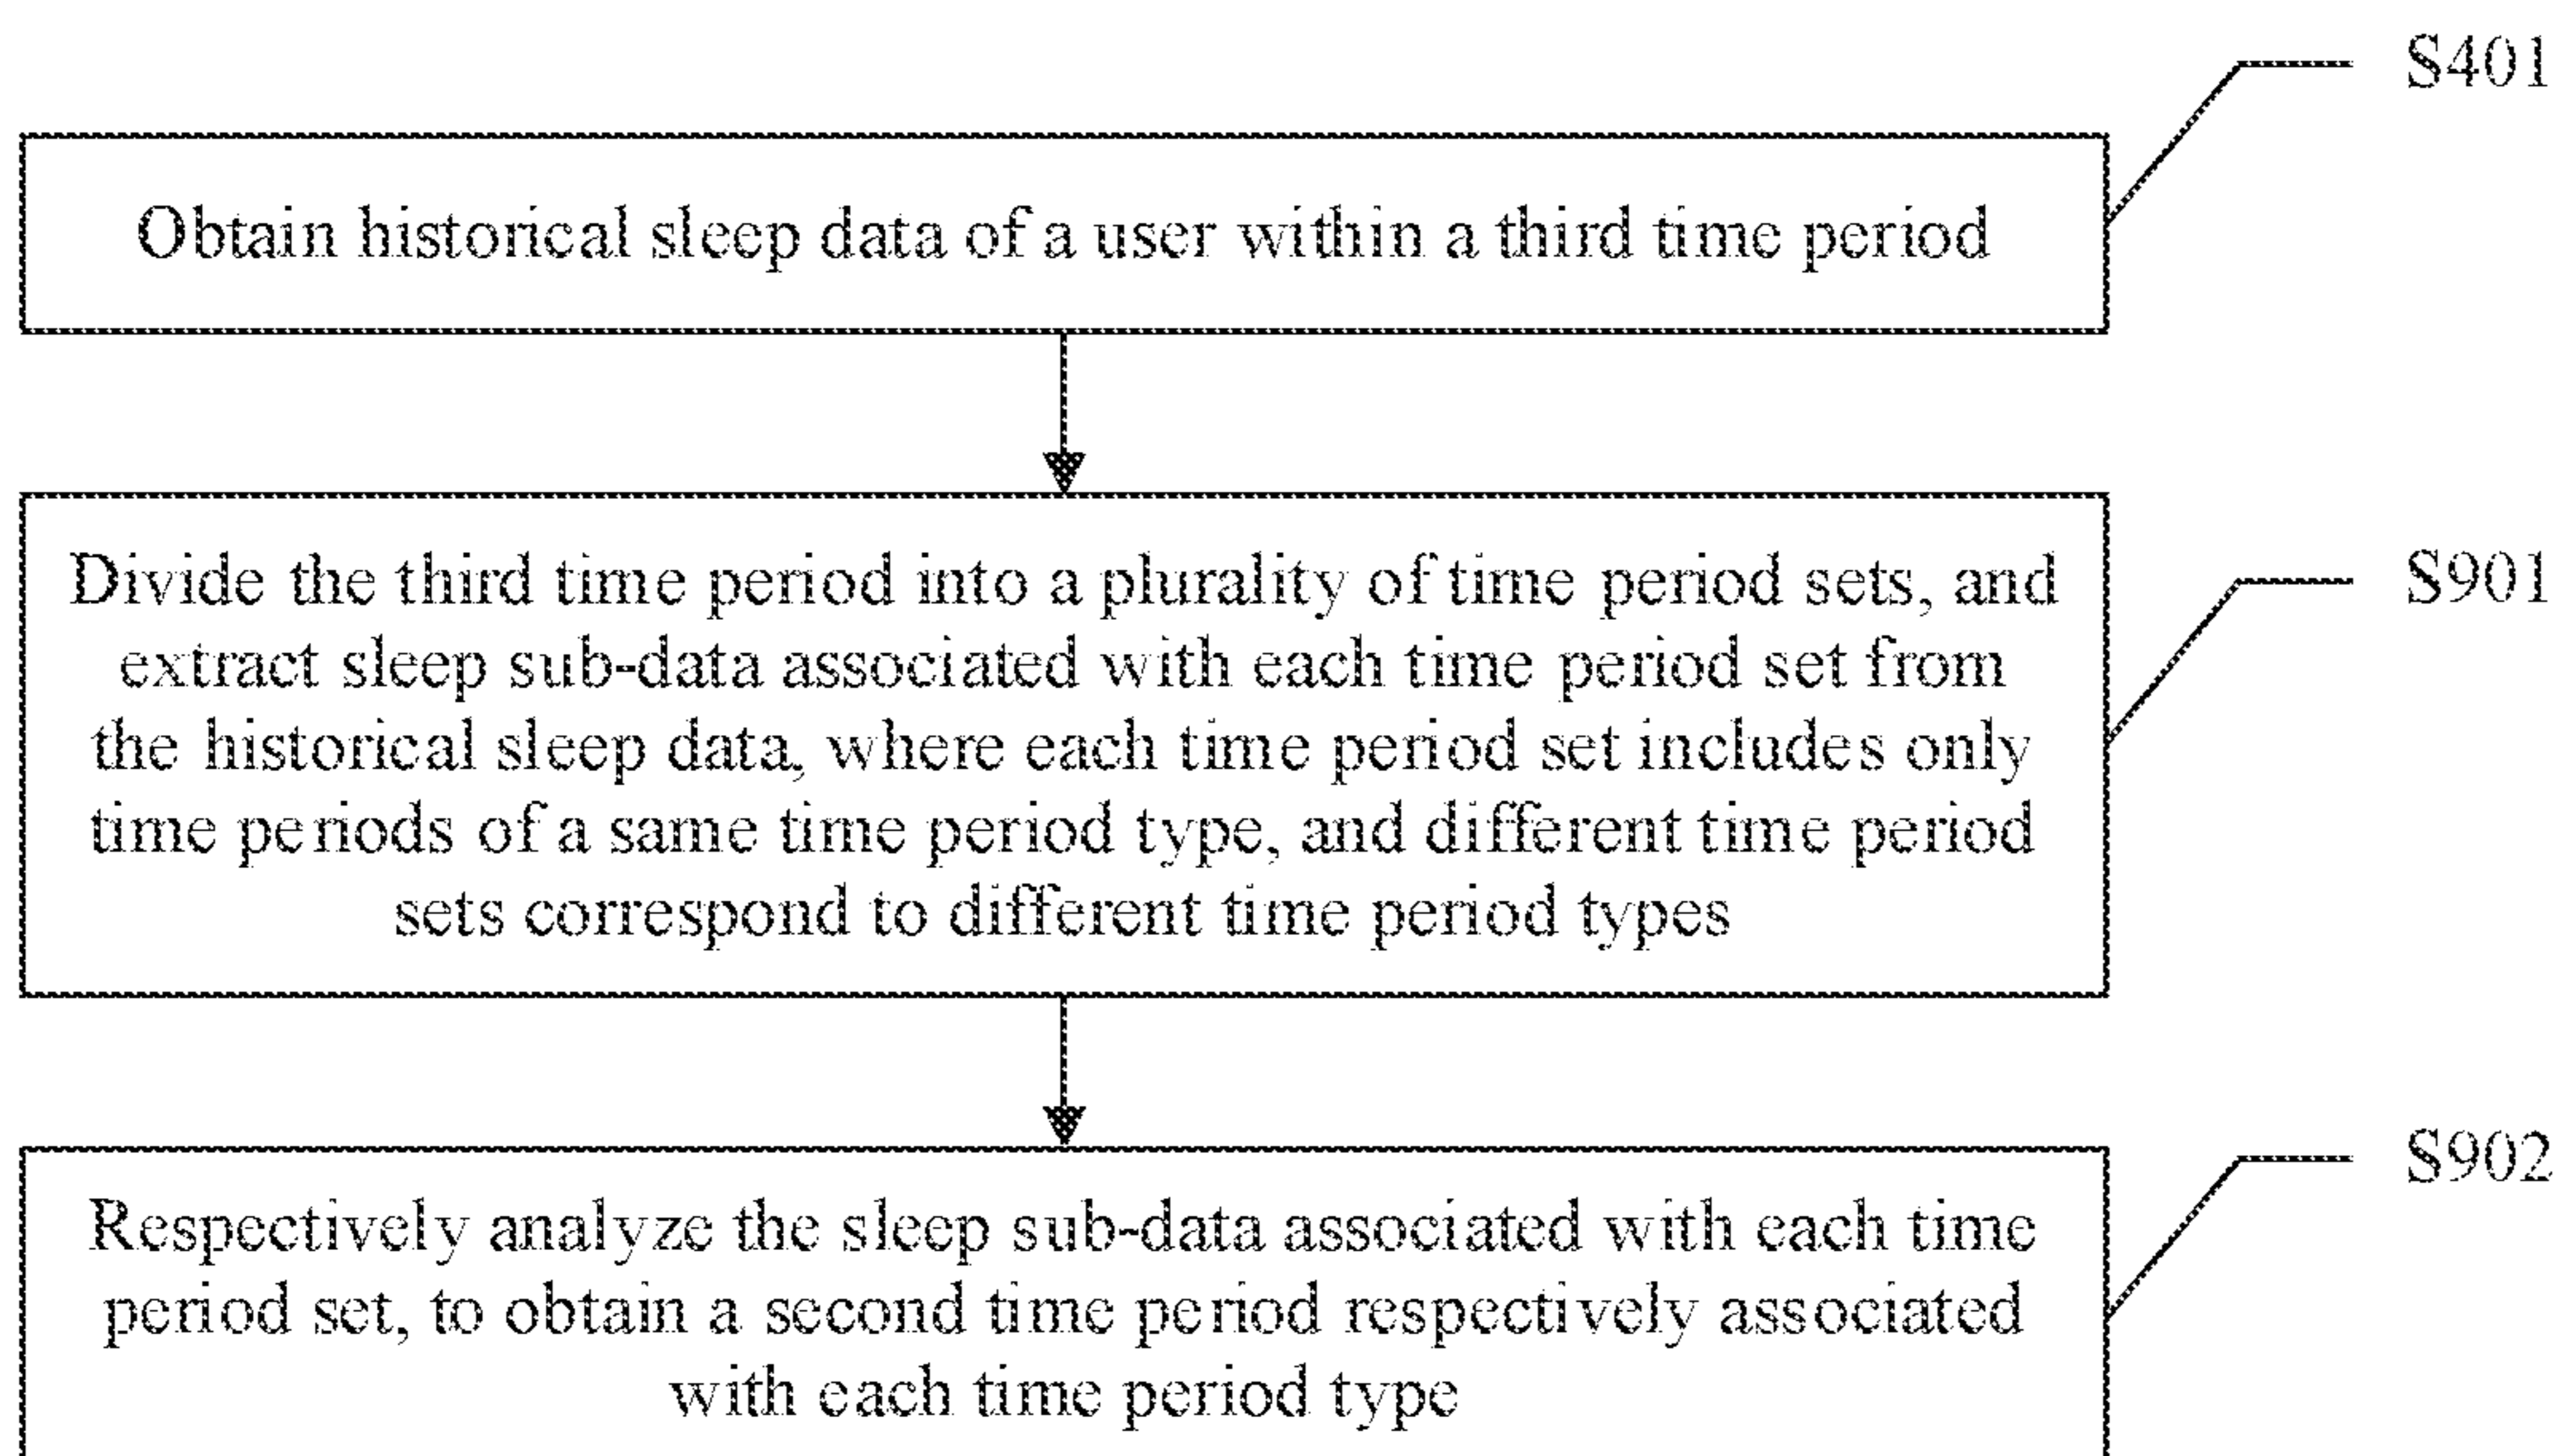 S401
Obtain historical sleep data of a user within a third time period
Divide the third time period into a plurality of time period sets, and
S901
extract sleep sub-data associated with each time period set from
the historical sleep data, where each time period set includes only
time periods of a same time period type, and different time period
sets correspond to different time period types
S902
Respectively analyze the sleep sub-data associated with each time
period set, to obtain a second time period respectively associated
with each time period type